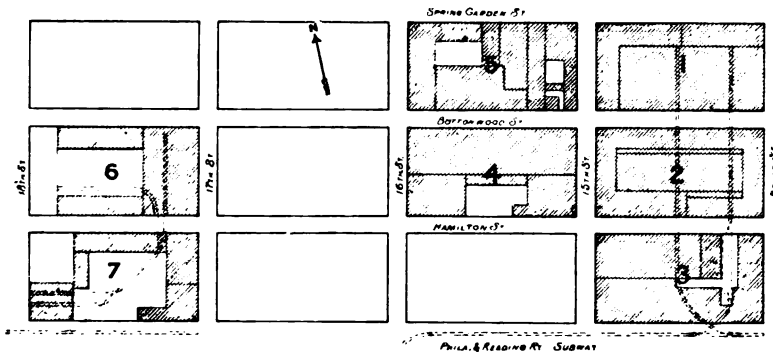 SPRING GARDEN ST
N
5
1
BUTTONWOOD ST
18TH ST.
6
17TH ST
16TH ST.
4
15TH ST
2
HAMILTON ST
7
3
PHILA. & READING RY SUBWAY